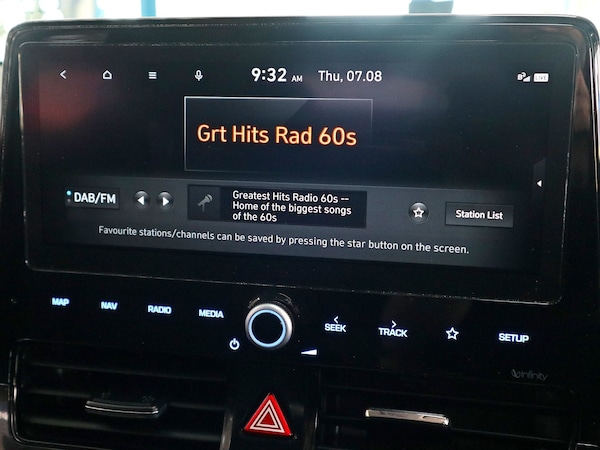 9:32 AM Thu, 07.08 LIVE
Grt Hits Rad 60s
DAB/FM
Greatest Hits Radio 60s --
Home of the biggest songs
of the 60s
Station List
Favourite stations/channels can be saved by pressing the star button on the screen.
MAP NAV RADIO MEDIA SEEK TRACK SETUP
infinity